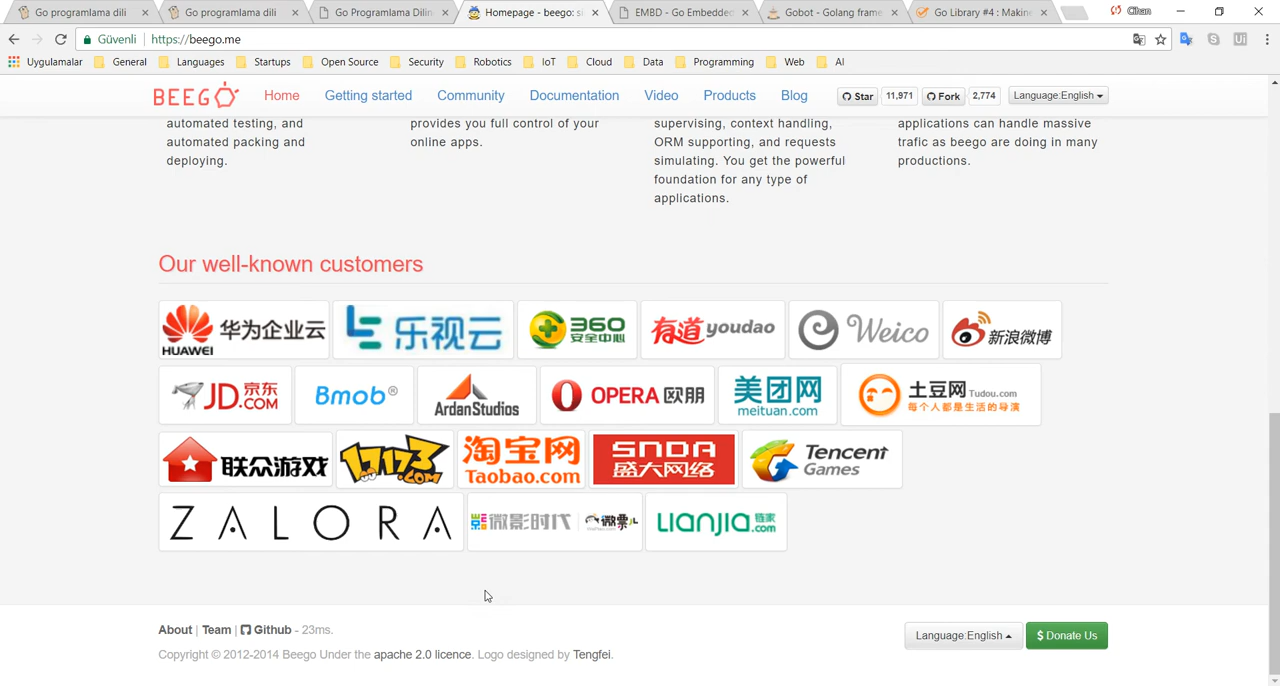 Go programlama dili
Go programlama dili
Go Programlama Dilin
Homepage - beego: si
EMBD - Go Embedded
Gobot - Golang frame
Go Library #4 : Makine
Cihan
Güvenli
https://beego.me
Uygulamalar
General
Languages
Startups
Open Source
Security
Robotics
IoT
Cloud
Data
Programming
Web
AI
BEEGO
Home
Getting started
Community
Documentation
Video
Products
Blog
Star
11,971
Fork
2,774
Language:English
automated testing, and
automated packing and
deploying.
provides you full control of your
online apps.
supervising, context handling,
ORM supporting, and requests
simulating. You get the powerful
foundation for any type of
applications.
applications can handle massive
trafic as beego are doing in many
productions.
Our well-known customers
HUAWEI
华为企业云
乐视云
360
安全中心
有道 youdao
Weico
新浪微博
JD.COM 京东
Bmob®
ArdanStudios
OPERA 欧朋
美团网
meituan.com
土豆网 Tudou.com
每个人都是生活的导演
联众游戏
17173.com
淘宝网
Taobao.com
SNDA
盛大网络
Tencent
Games
ZALORA
微影时代
LIANJIA 链家
.com
About | Team | Github - 23ms.
Copyright © 2012-2014 Beego Under the apache 2.0 licence. Logo designed by Tengfei.
Language:English
$ Donate Us